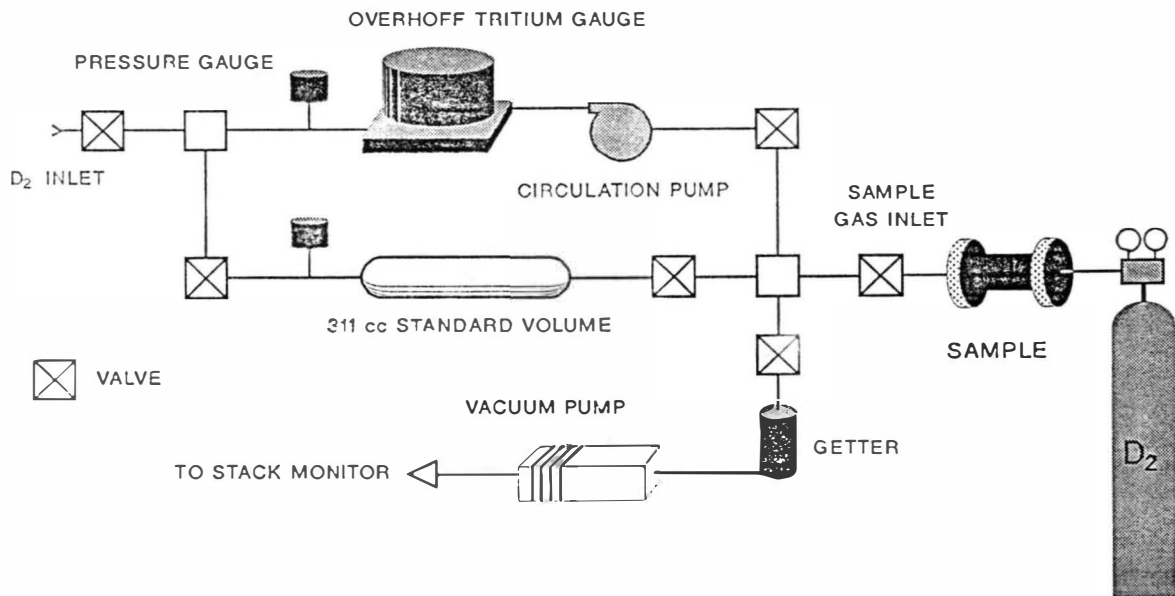 OVERHOFF TRITIUM GAUGE
PRESSURE GAUGE
D₂ INLET
CIRCULATION PUMP
SAMPLE
GAS INLET
311 cc STANDARD VOLUME
SAMPLE
VALVE
VACUUM PUMP
GETTER
TO STACK MONITOR
D₂